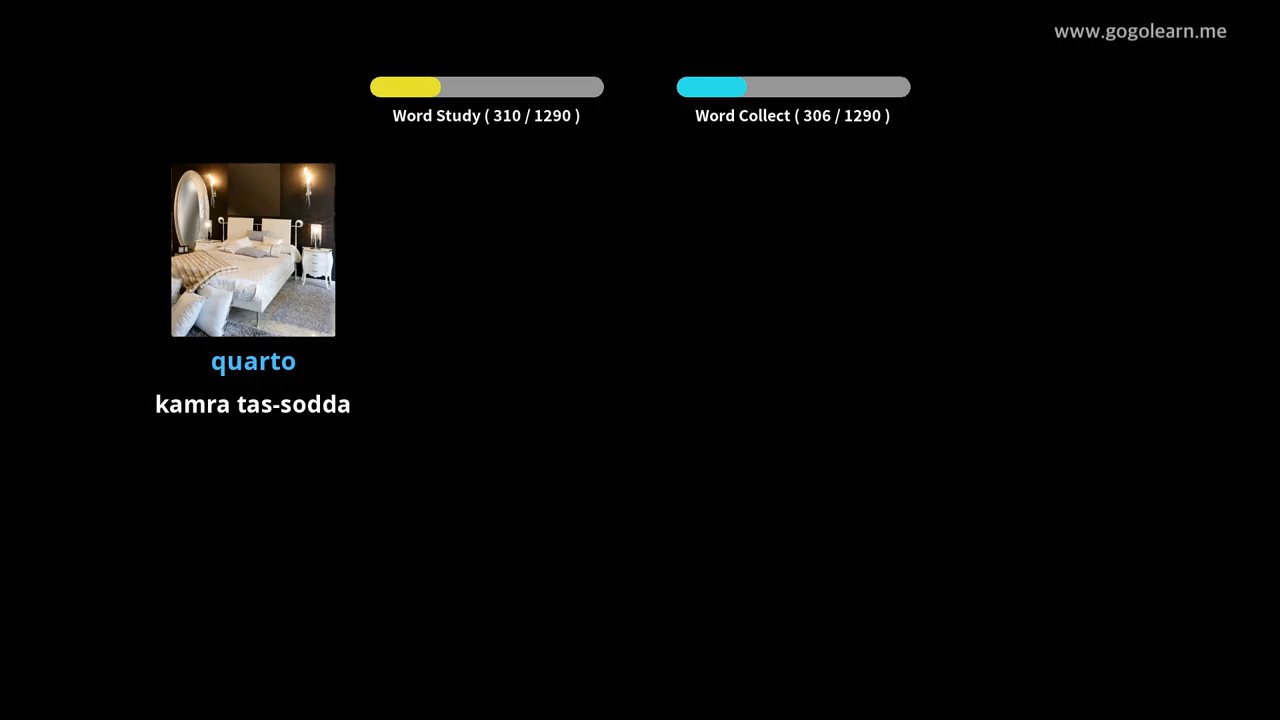 www.gogolearn.me
Word Study ( 310 / 1290 )
Word Collect ( 306 / 1290 )
quarto
kamra tas-sodda